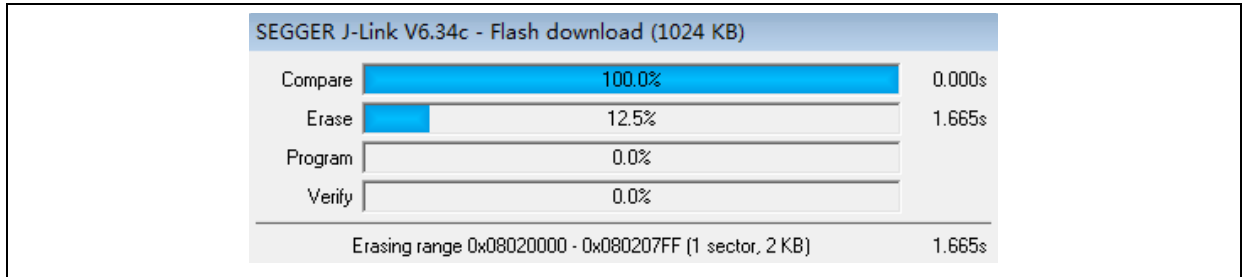 SEGGER J-Link V6.34c - Flash download (1024 KB)
Compare 100.0% 0.000s
Erase 12.5% 1.665s
Program 0.0%
Verify 0.0%
Erasing range 0x08020000 - 0x080207FF (1 sector, 2 KB) 1.665s